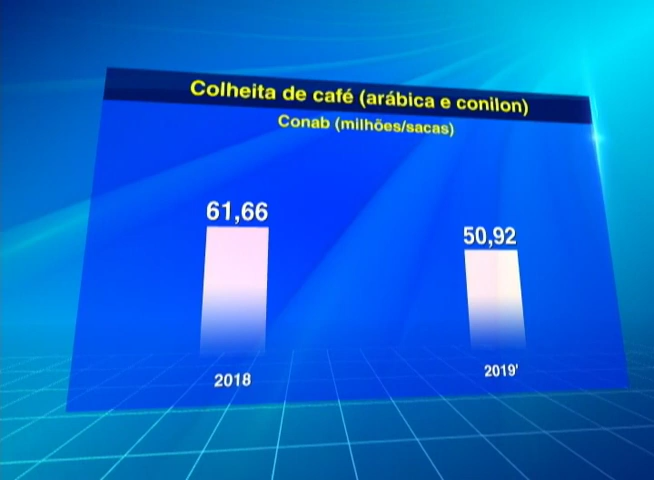 Colheita de café (arábica e conilon)
Conab (milhões/sacas)
61,66
50,92
2018
2019'